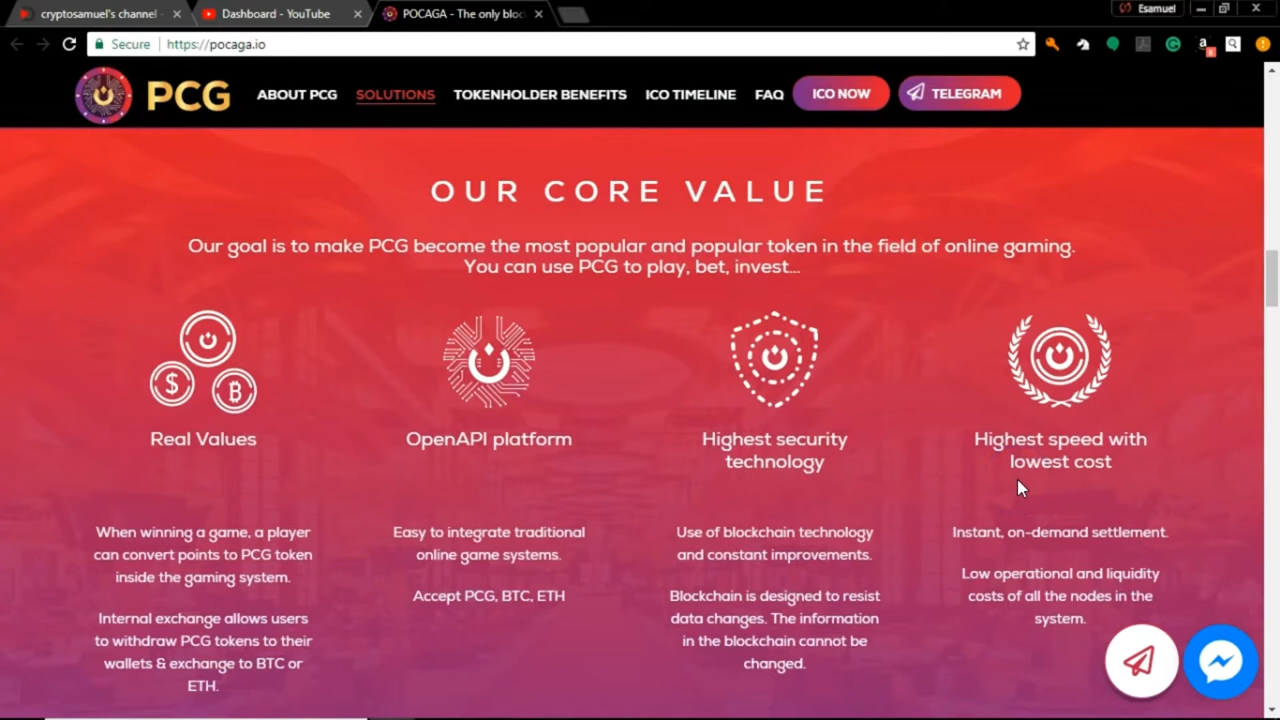 cryptosamuel's channel -
Dashboard - YouTube
POCAGA - The only bloc
Esamuel
Secure
https://pocaga.io
PCG
ABOUT PCG
SOLUTIONS
TOKENHOLDER BENEFITS
ICO TIMELINE
FAQ
ICO NOW
TELEGRAM
OUR CORE VALUE
Our goal is to make PCG become the most popular and popular token in the field of online gaming.
You can use PCG to play, bet, invest...
Real Values
When winning a game, a player
can convert points to PCG token
inside the gaming system.
Internal exchange allows users
to withdraw PCG tokens to their
wallets & exchange to BTC or
ETH.
OpenAPI platform
Easy to integrate traditional
online game systems.
Accept PCG, BTC, ETH
Highest security
technology
Use of blockchain technology
and constant improvements.
Blockchain is designed to resist
data changes. The information
in the blockchain cannot be
changed.
Highest speed with
lowest cost
Instant, on-demand settlement.
Low operational and liquidity
costs of all the nodes in the
system.